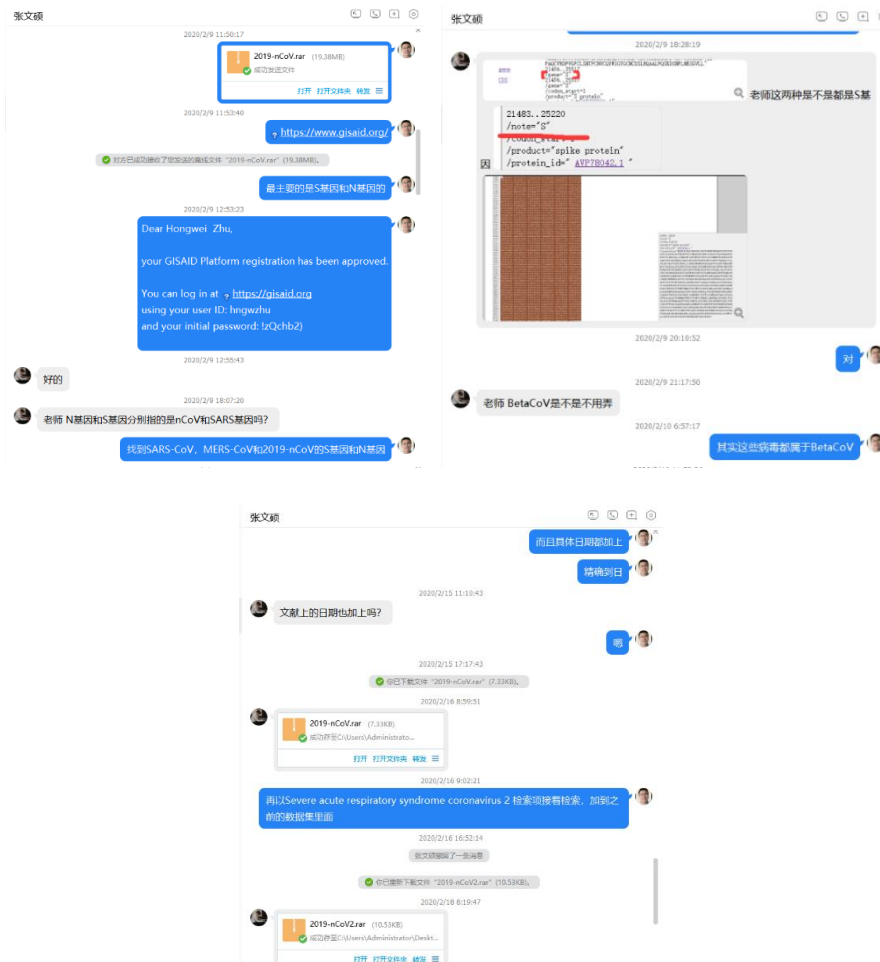 张文硕
2020/2/9 11:50:17
2019-nCoV.rar (19.38MB)
成功发送文件
打开 打开文件夹 转发
2020/2/9 11:53:40
https://www.gisaid.org/
对方已成功接收了您发送的离线文件 "2019-nCoV.rar" (19.38MB)。
最主要的是S基因和N基因的
2020/2/9 12:53:23
Dear Hongwei Zhu,
your GISAID Platform registration has been approved.
You can log in at https://gisaid.org
using your user ID: hngwzhu
and your initial password: !zQchb2)
2020/2/9 12:55:43
好的
2020/2/9 18:07:20
老师 N基因和S基因分别指的是nCoV和SARS基因吗?
找到SARS-CoV，MERS-CoV和2019-nCoV的S基因和N基因
张文硕
2020/2/9 18:28:19
老师这两种是不是都是S基
21483..25220
/note="S"
/product="spike protein"
因 /protein_id=" AVP78042.1 "
2020/2/9 20:10:52
对
2020/2/9 21:17:50
老师 BetaCoV是不是不用弄
2020/2/10 6:57:17
其实这些病毒都属于BetaCoV
张文硕
而且具体日期都加上
精确到日
2020/2/15 11:10:43
文献上的日期也加上吗?
嗯
2020/2/15 17:17:43
你已下载文件 "2019-nCoV.rar" (7.33KB)。
2020/2/16 8:59:51
2019-nCoV.rar (7.33KB)
成功存至C:\Users\Administrato...
打开 打开文件夹 转发
2020/2/16 9:02:21
再以Severe acute respiratory syndrome coronavirus 2 检索项接着检索，加到之
前的数据集里面
2020/2/16 16:52:14
张文硕撤回了一条消息
你已重新下载文件 "2019-nCoV2.rar" (10.53KB)。
2020/2/18 8:19:47
2019-nCoV2.rar (10.53KB)
成功存至C:\Users\Administrator\Deskt...
打开 打开文件夹 转发